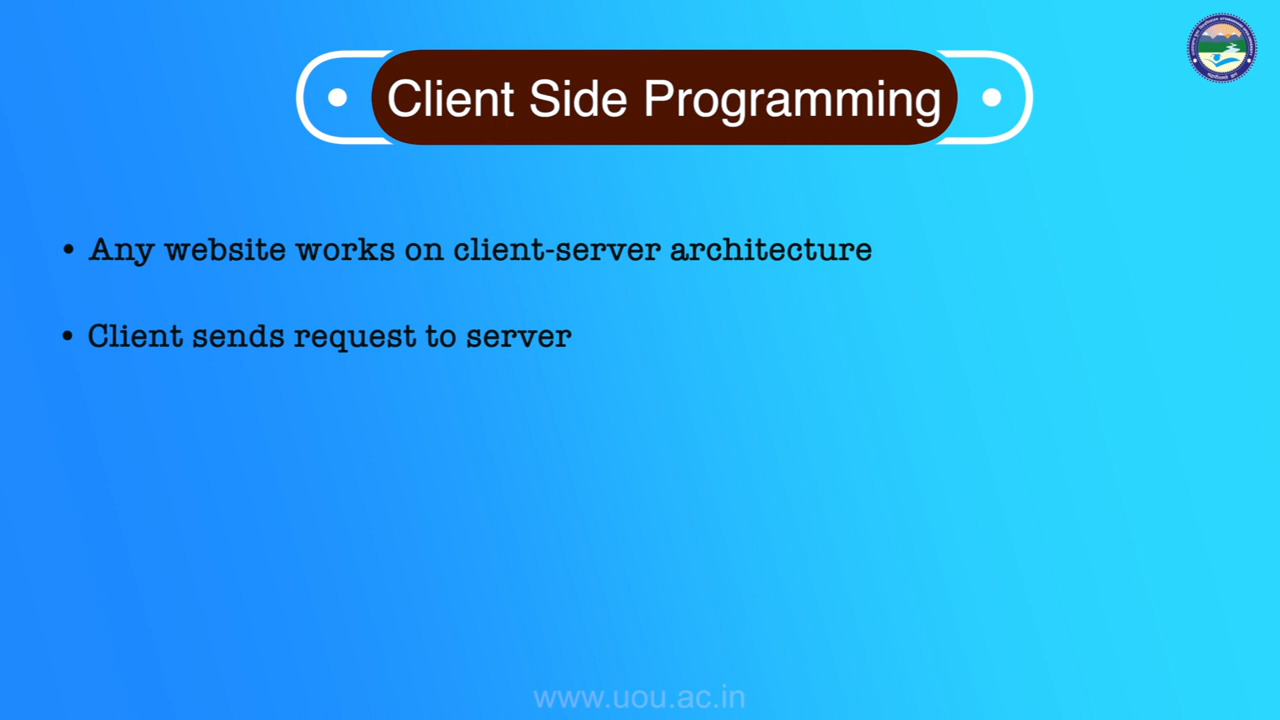 Client Side Programming
• Any website works on client-server architecture
• Client sends request to server
www.uou.ac.in